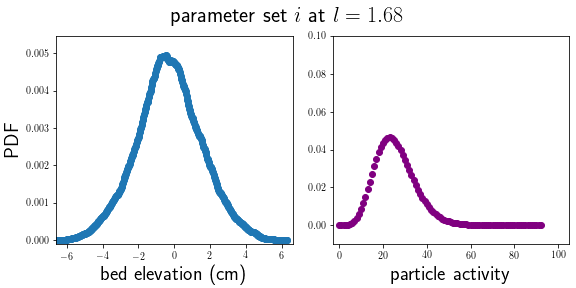 parameter set i at l = 1.68
PDF
0.005
0.004
0.003
0.002
0.001
0.000
−6 −4 −2 0 2 4 6
bed elevation (cm)
0.10
0.08
0.06
0.04
0.02
0.00
0 20 40 60 80 100
particle activity